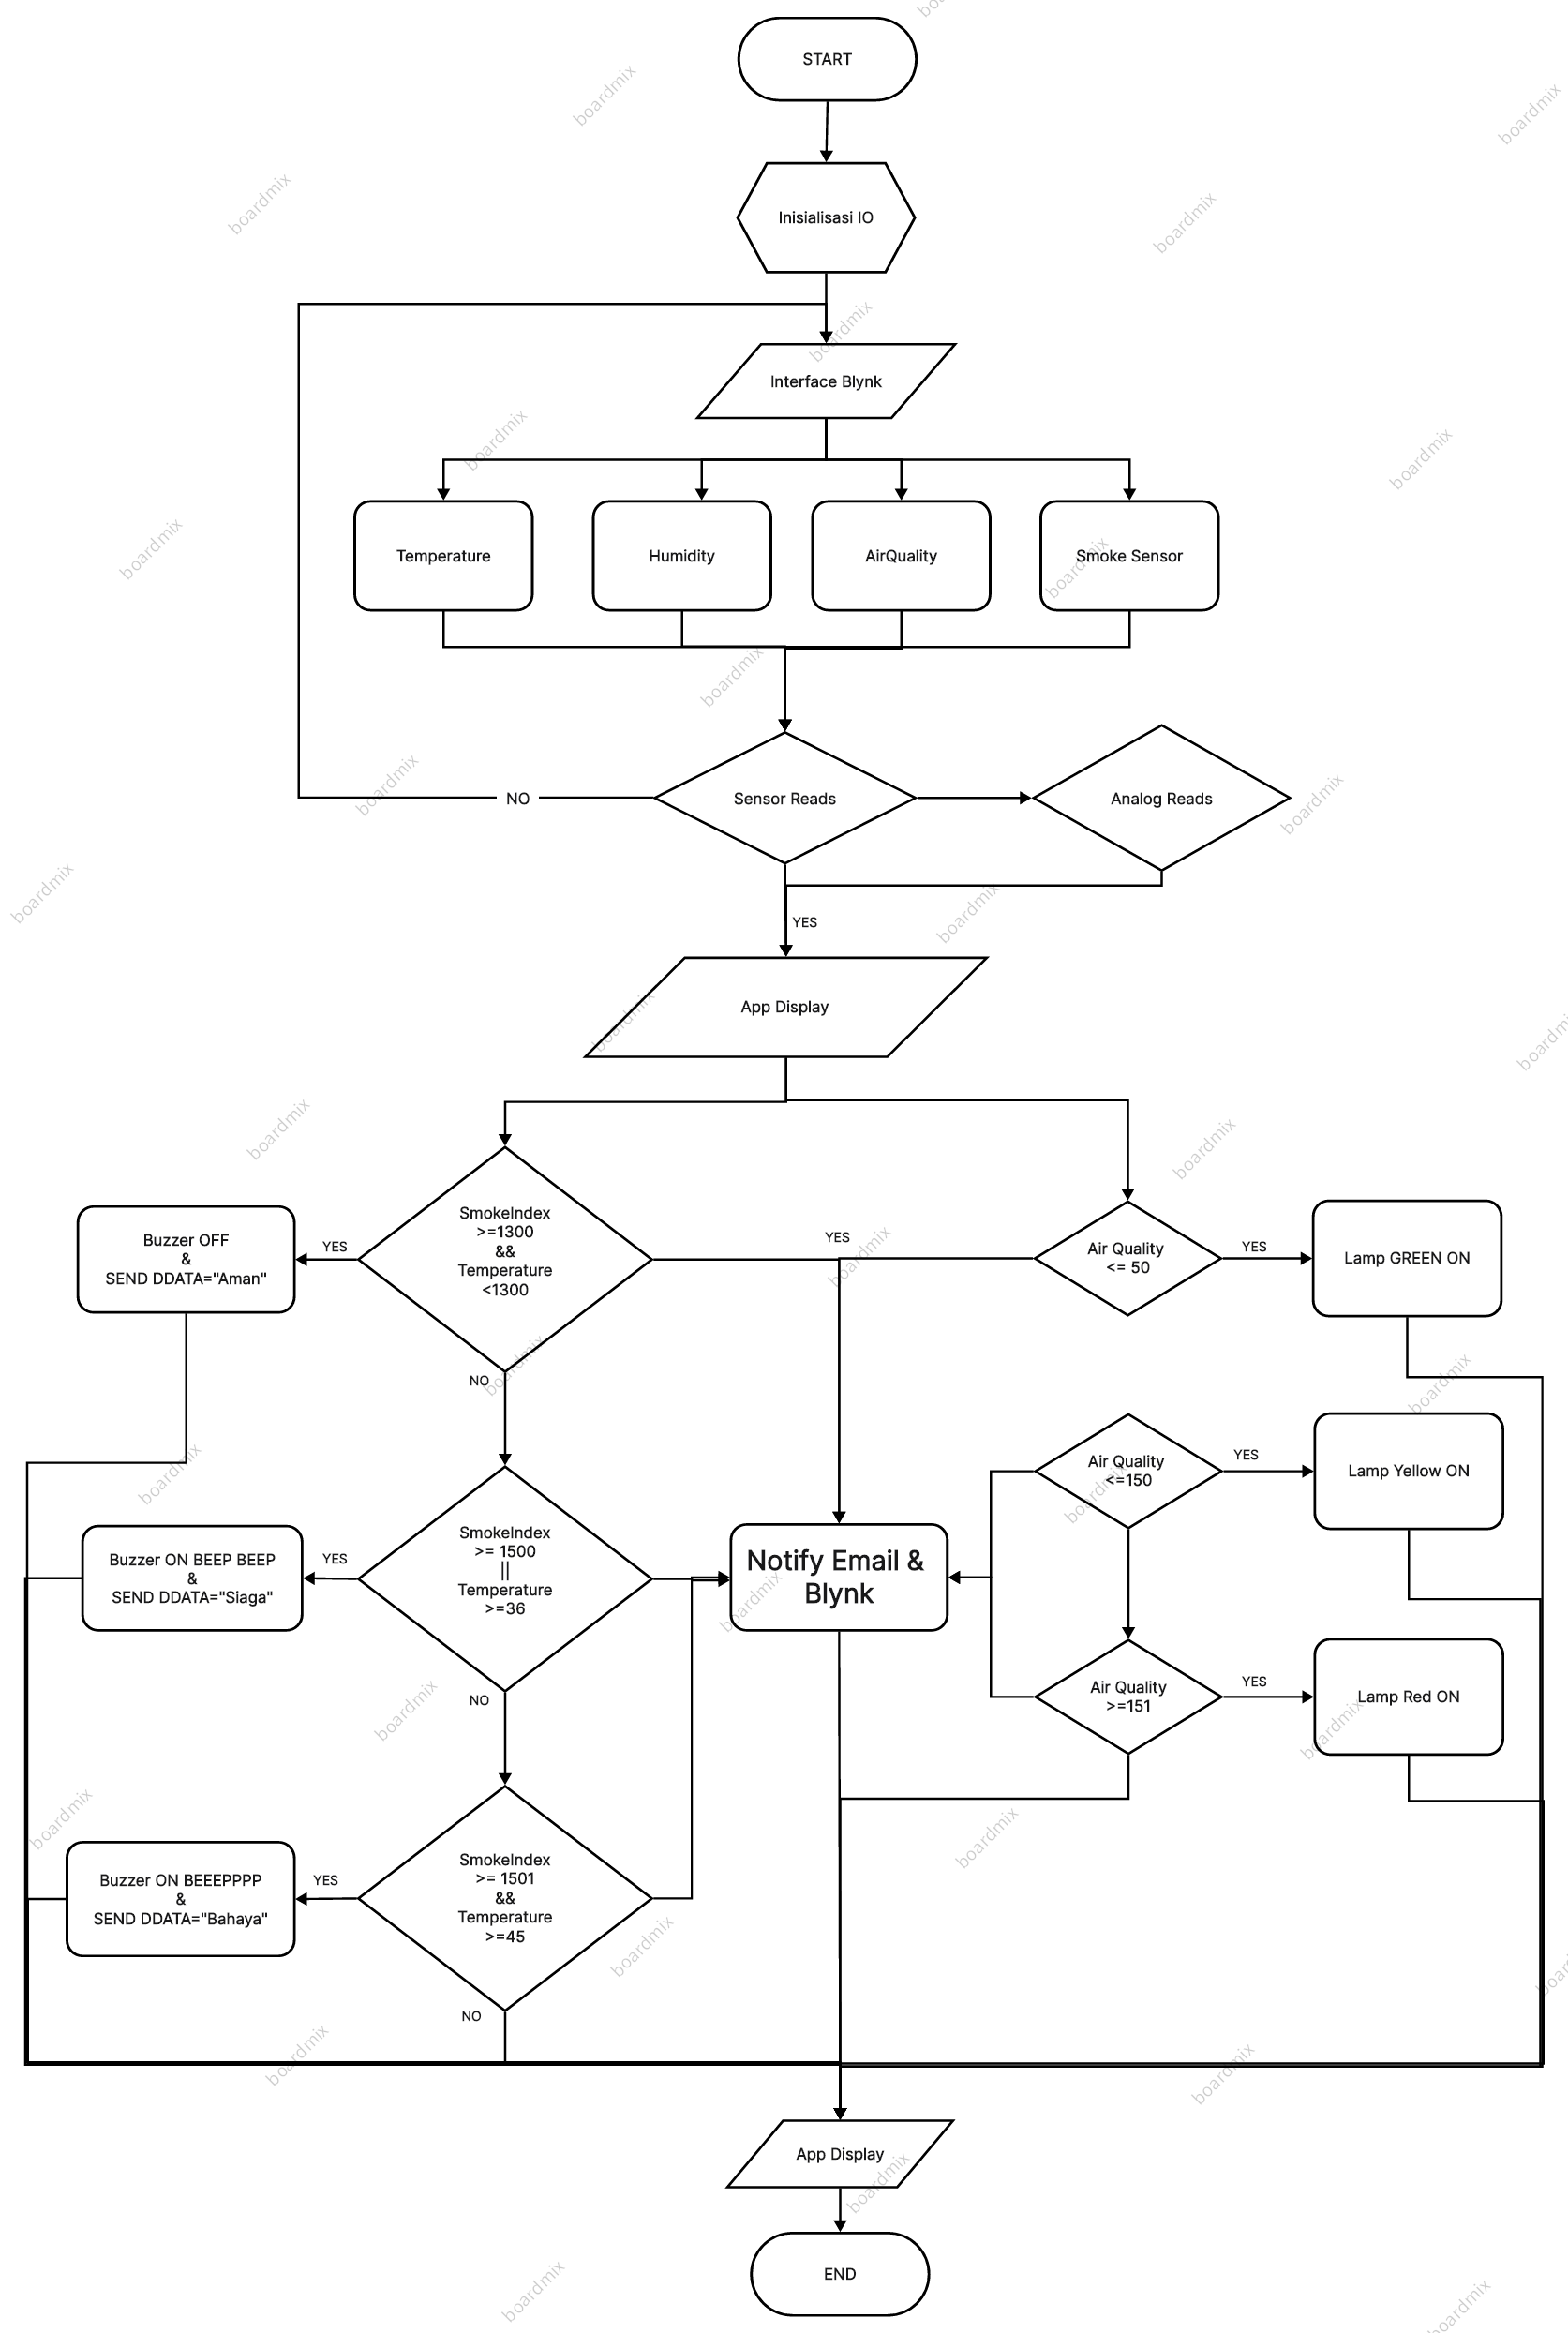 START
Inisialisasi IO
Interface Blynk
Temperature
Humidity
AirQuality
Smoke Sensor
NO
Sensor Reads
Analog Reads
YES
App Display
Buzzer OFF
&
SEND DDATA="Aman"
YES
SmokeIndex
>=1300
&&
Temperature
<1300
YES
Air Quality
<= 50
YES
Lamp GREEN ON
NO
Air Quality
<=150
YES
Lamp Yellow ON
Buzzer ON BEEP BEEP
&
SEND DDATA="Siaga"
YES
SmokeIndex
>= 1500
||
Temperature
>=36
Notify Email &
Blynk
NO
Air Quality
>=151
YES
Lamp Red ON
Buzzer ON BEEEPPPP
&
SEND DDATA="Bahaya"
YES
SmokeIndex
>= 1501
&&
Temperature
>=45
NO
App Display
END
boardmix